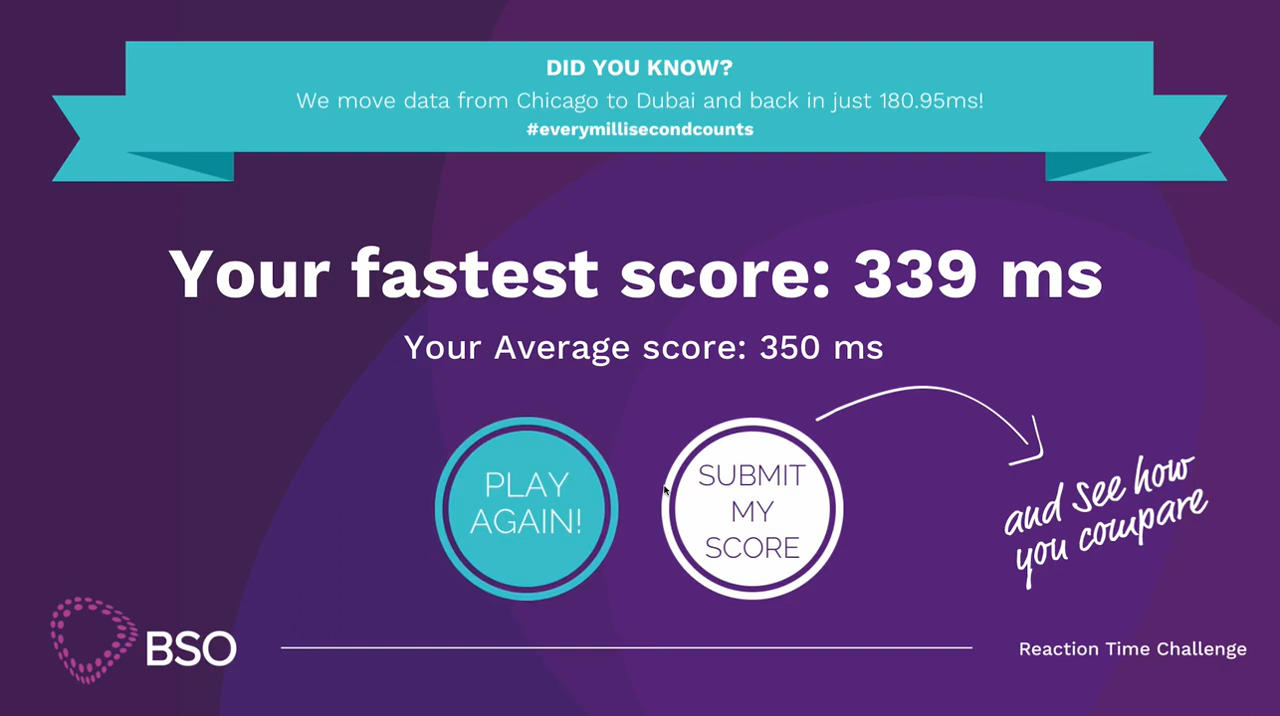 DID YOU KNOW?
We move data from Chicago to Dubai and back in just 180.95ms!
#everymillisecondcounts
Your fastest score: 339 ms
Your Average score: 350 ms
PLAY
AGAIN!
SUBMIT
MY
SCORE
and see how
you compare
BSO
Reaction Time Challenge